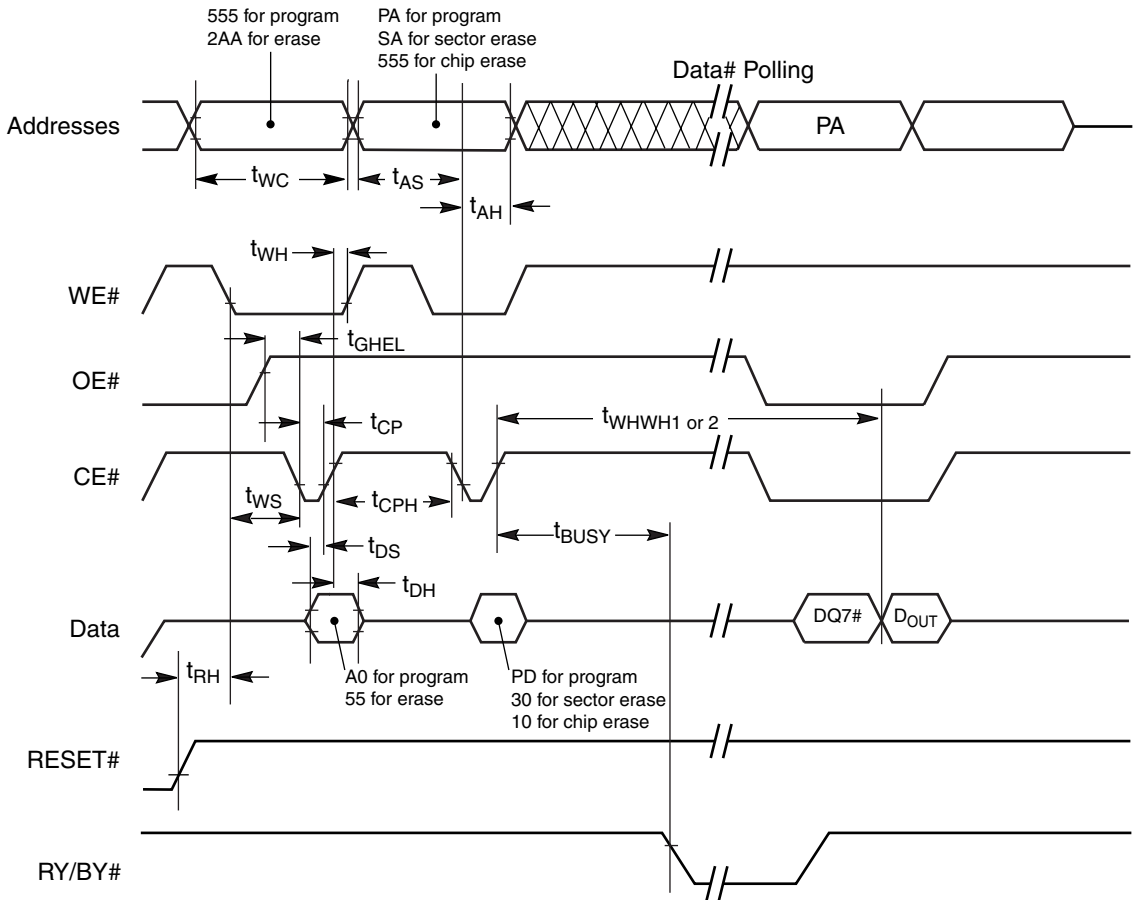 555 for program
2AA for erase
PA for program
SA for sector erase
555 for chip erase
Data# Polling
Addresses
PA
tWC
tAS
tAH
tWH
WE#
tGHEL
OE#
tCP
tWHWH1 or 2
CE#
tWS
tCPH
tBUSY
tDS
tDH
Data
DQ7#
DOUT
tRH
A0 for program
55 for erase
PD for program
30 for sector erase
10 for chip erase
RESET#
RY/BY#